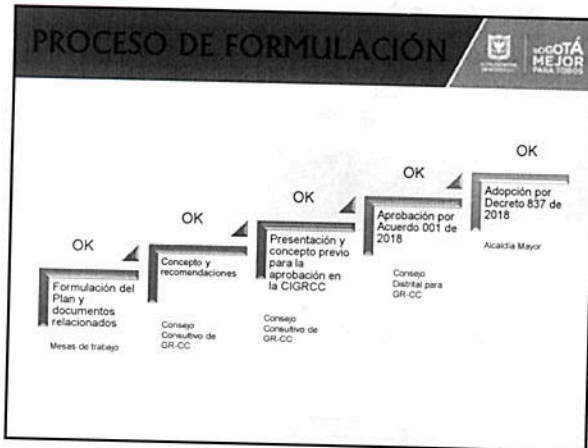 PROCESO DE FORMULACIÓN
BOGOTÁ
MEJOR
PARA TODOS
OK
Formulación del
Plan y
documentos
relacionados
Mesas de trabajo
OK
Concepto y
recomendaciones
Consejo
Consultivo de
GR-CC
OK
Presentación y
concepto previo
para la
aprobación en
la CIGRCC
Consejo
Consultivo de
GR-CC
OK
Aprobación por
Acuerdo 001 de
2018
Consejo
Distrital para
GR-CC
OK
Adopción por
Decreto 837 de
2018
Alcaldía Mayor